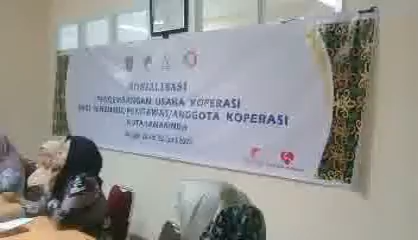 SOSIALISASI
PENGEMBANGAN USAHA KOPERASI
BAGI PENGURUS/PENGAWAS/ANGGOTA KOPERASI
KOTA SAMARINDA